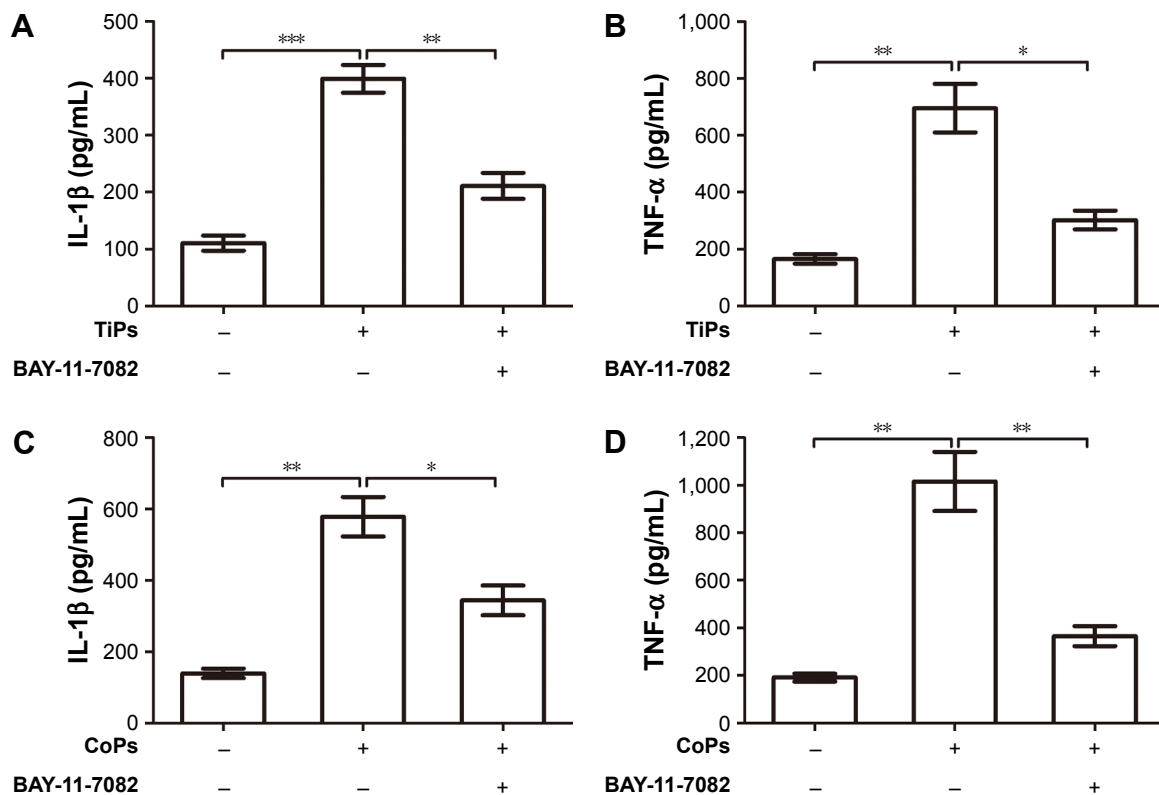 A
IL-1β (pg/mL)
500
400
300
200
100
0
***
**
TiPs – + +
BAY-11-7082 – – +
B
TNF-α (pg/mL)
1,000
800
600
400
200
0
**
*
TiPs – + +
BAY-11-7082 – – +
C
IL-1β (pg/mL)
800
600
400
200
0
**
*
CoPs – + +
BAY-11-7082 – – +
D
TNF-α (pg/mL)
1,200
1,000
800
600
400
200
0
**
**
CoPs – + +
BAY-11-7082 – – +